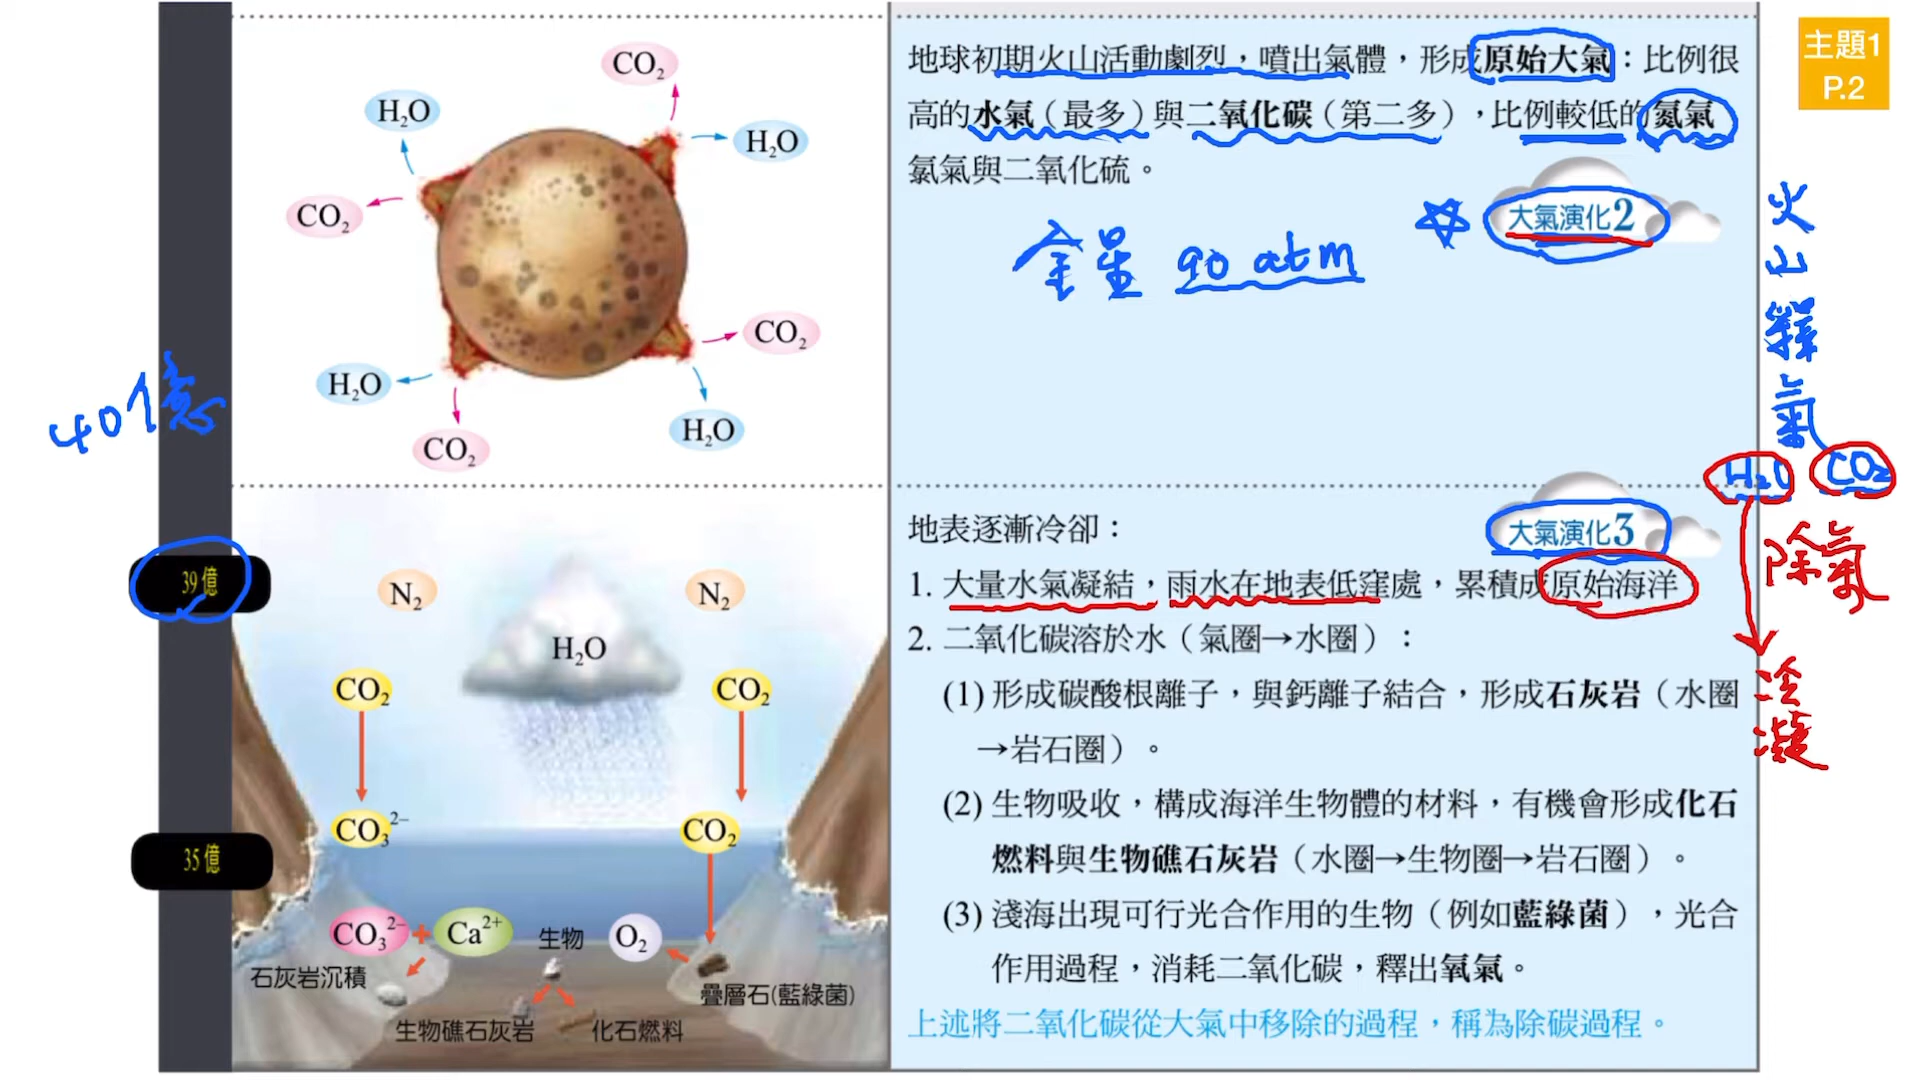 主題1
P.2
CO₂
H₂O
H₂O
CO₂
CO₂
H₂O
H₂O
CO₂
地球初期火山活動劇烈，噴出氣體，形成原始大氣：比例很
高的水氣（最多）與二氧化碳（第二多），比例較低的氮氣
氯氣與二氧化硫。
大氣演化2
金星 90 atm
火山釋氣
H₂O CO₂
除氣
冷凝
40億
39億
35億
N₂
N₂
H₂O
CO₂
CO₂
CO₃²⁻
CO₂
CO₃²⁻ + Ca²⁺
生物
O₂
石灰岩沉積
疊層石(藍綠菌)
生物礁石灰岩
化石燃料
地表逐漸冷卻：
大氣演化3
1. 大量水氣凝結，雨水在地表低窪處，累積成原始海洋
2. 二氧化碳溶於水（氣圈→水圈）：
(1) 形成碳酸根離子，與鈣離子結合，形成石灰岩（水圈
→岩石圈）。
(2) 生物吸收，構成海洋生物體的材料，有機會形成化石
燃料與生物礁石灰岩（水圈→生物圈→岩石圈）。
(3) 淺海出現可行光合作用的生物（例如藍綠菌），光合
作用過程，消耗二氧化碳，釋出氧氣。
上述將二氧化碳從大氣中移除的過程，稱為除碳過程。